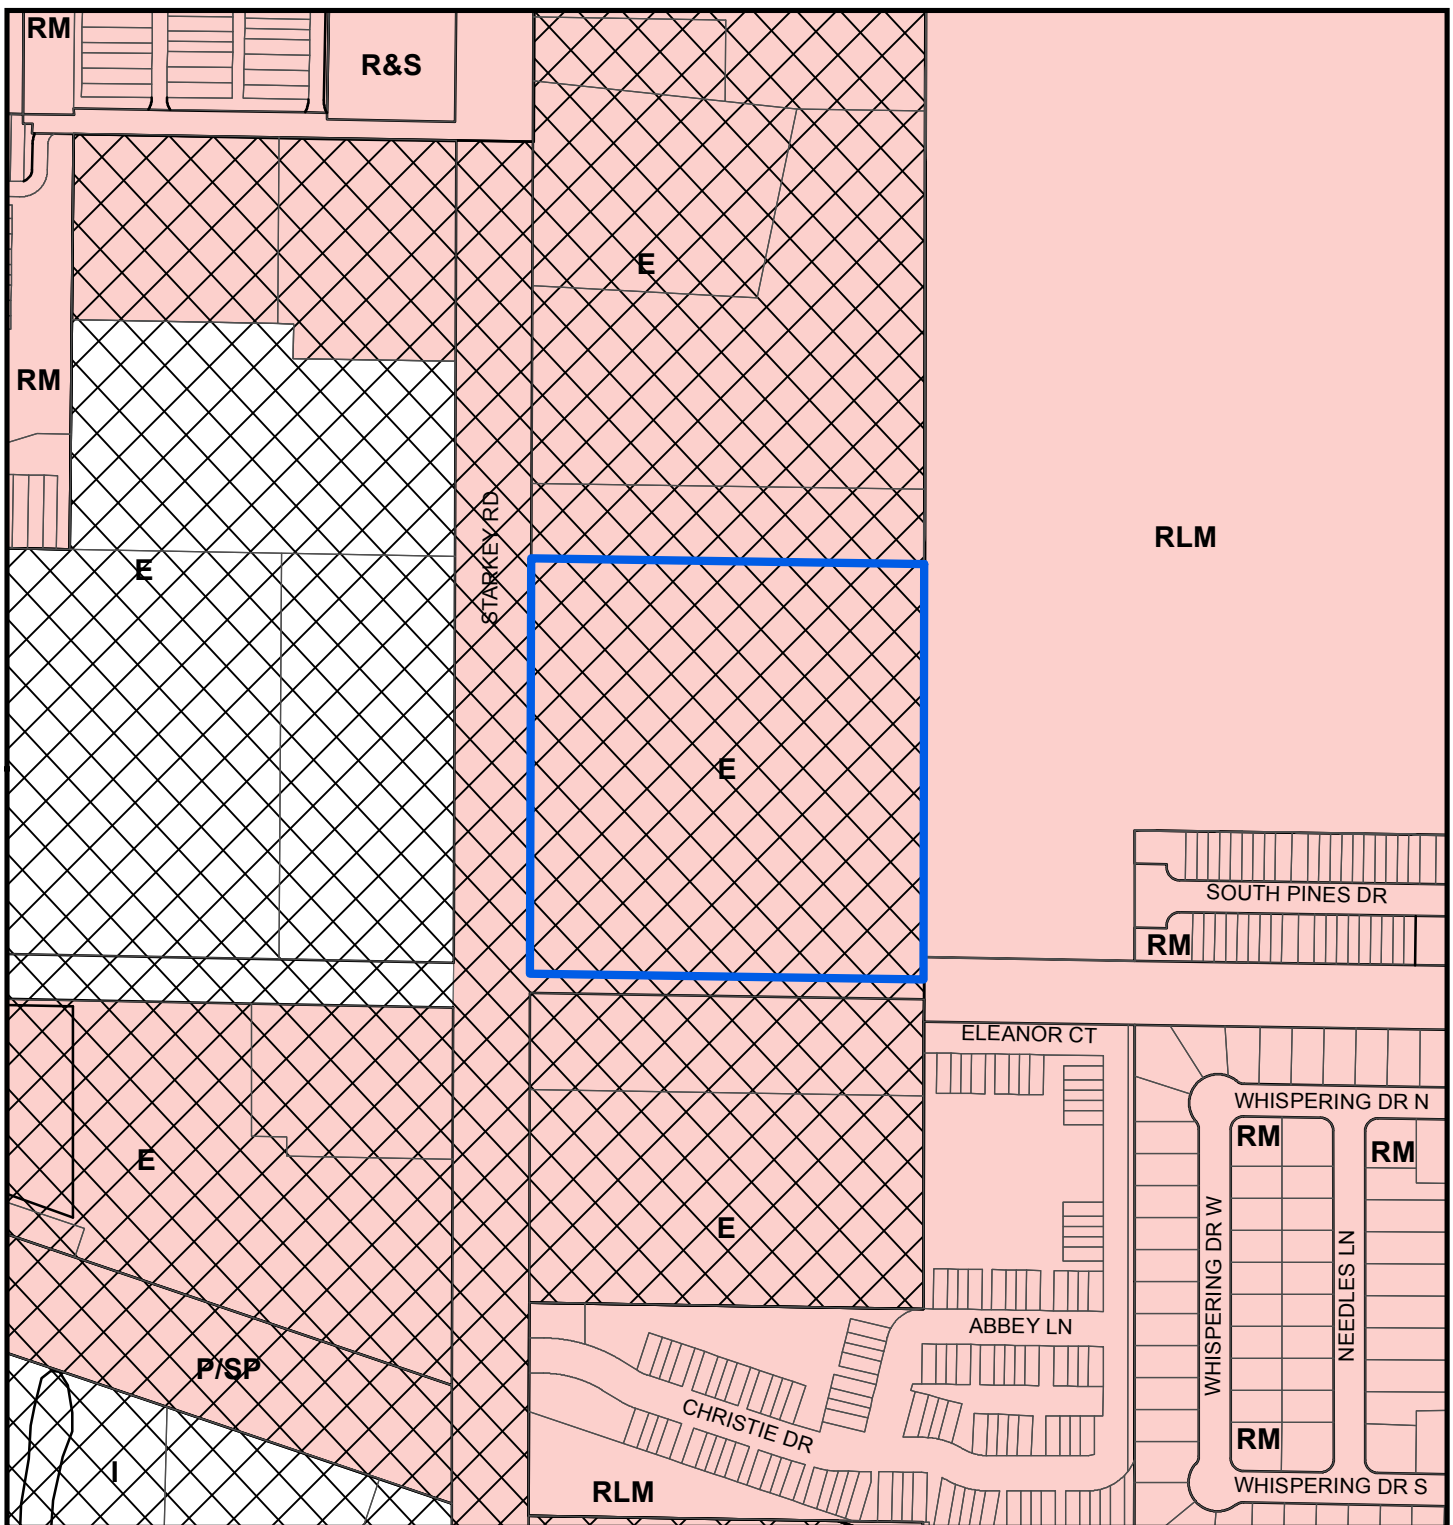 RM
R&S
E
RM
STARKEY RD
RLM
E
E
SOUTH PINES DR
RM
ELEANOR CT
WHISPERING DR N
RM
RM
E
WHISPERING DR W
NEEDLES LN
E
ABBEY LN
P/SP
CHRISTIE DR
RM
I
RLM
WHISPERING DR S